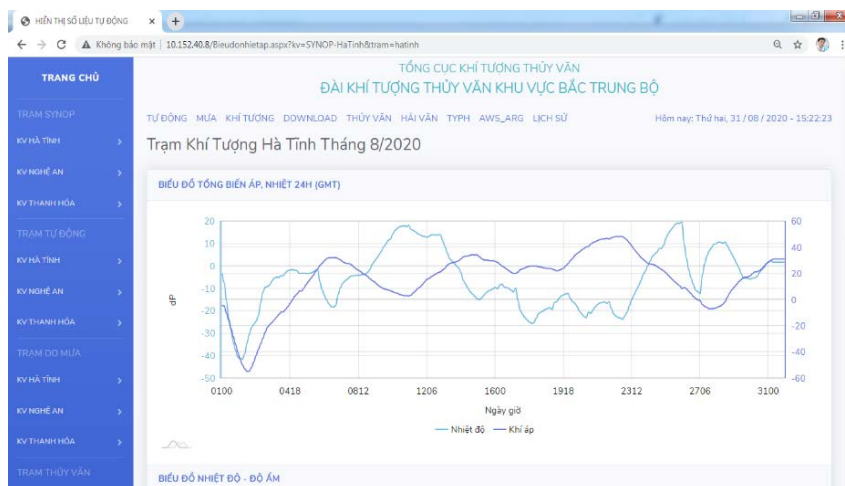 HIỂN THỊ SỐ LIỆU TỰ ĐỘNG
Không bảo mật | 10.152.40.8/Bieudonhietap.aspx?kv=SYNOP-HaTinh&tram=hatinh
TRANG CHỦ
TRẠM SYNOP
KV HÀ TĨNH
KV NGHỆ AN
KV THANH HÓA
TRẠM TỰ ĐỘNG
KV HÀ TĨNH
KV NGHỆ AN
KV THANH HÓA
TRẠM ĐO MƯA
KV HÀ TĨNH
KV NGHỆ AN
KV THANH HÓA
TRẠM THỦY VĂN
TỔNG CỤC KHÍ TƯỢNG THỦY VĂN
ĐÀI KHÍ TƯỢNG THỦY VĂN KHU VỰC BẮC TRUNG BỘ
TỰ ĐỘNG MƯA KHÍ TƯỢNG DOWNLOAD THỦY VĂN HẢI VĂN TYPH AWS_ARG LỊCH SỬ
Hôm nay: Thứ hai, 31 / 08 / 2020 - 15:22:23
Trạm Khí Tượng Hà Tĩnh Tháng 8/2020
BIỂU ĐỒ TỔNG BIẾN ÁP, NHIỆT 24H (GMT)
20
10
0
-10
-20
-30
-40
-50
dP
60
40
20
0
-20
-40
-60
0100 0418 0812 1206 1600 1918 2312 2706 3100
Ngày giờ
Nhiệt độ Khí áp
BIỂU ĐỒ NHIỆT ĐỘ - ĐỘ ẨM